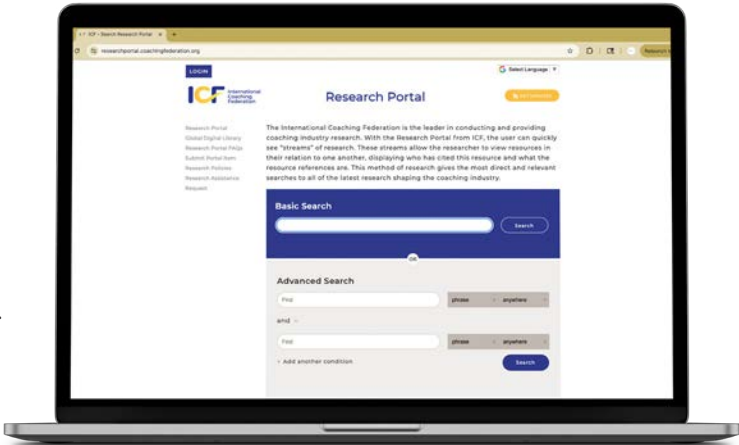 ICF - Search Research Portal
researchportal.coachingfederation.org
LOGIN
Select Language
ICF International
Coaching
Federation
Research Portal
Research Portal
Global Digital Library
Research Portal FAQs
Submit Portal Item
Research Policies
Research Assistance
Request
The International Coaching Federation is the leader in conducting and providing
coaching industry research. With the Research Portal from ICF, the user can quickly
see "streams" of research. These streams allow the researcher to view resources in
their relation to one another, displaying who has cited this resource and what the
resource references are. This method of research gives the most direct and relevant
searches to all of the latest research shaping the coaching industry.
Basic Search
Search
OR
Advanced Search
Find
phrase
anywhere
and
Find
phrase
anywhere
+ Add another condition
Search